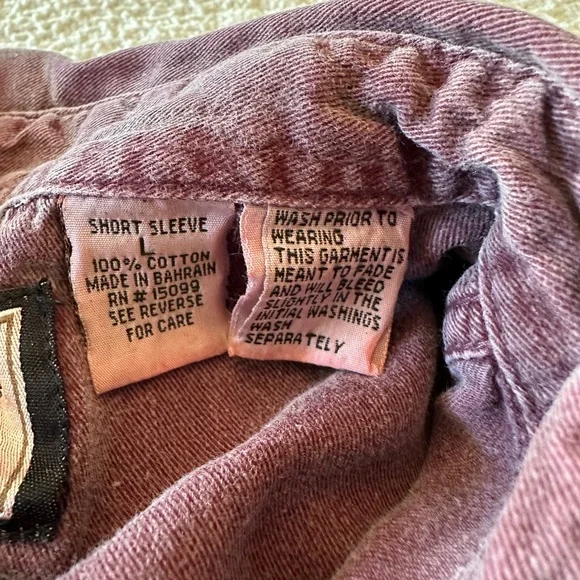 SHORT SLEEVE
L
100% COTTON
MADE IN BAHRAIN
RN # 15099
SEE REVERSE
FOR CARE
WASH PRIOR TO
WEARING
THIS GARMENT IS
MEANT TO FADE
AND WILL BLEED
SLIGHTLY IN THE
INITIAL WASHINGS
WASH
SEPARATELY